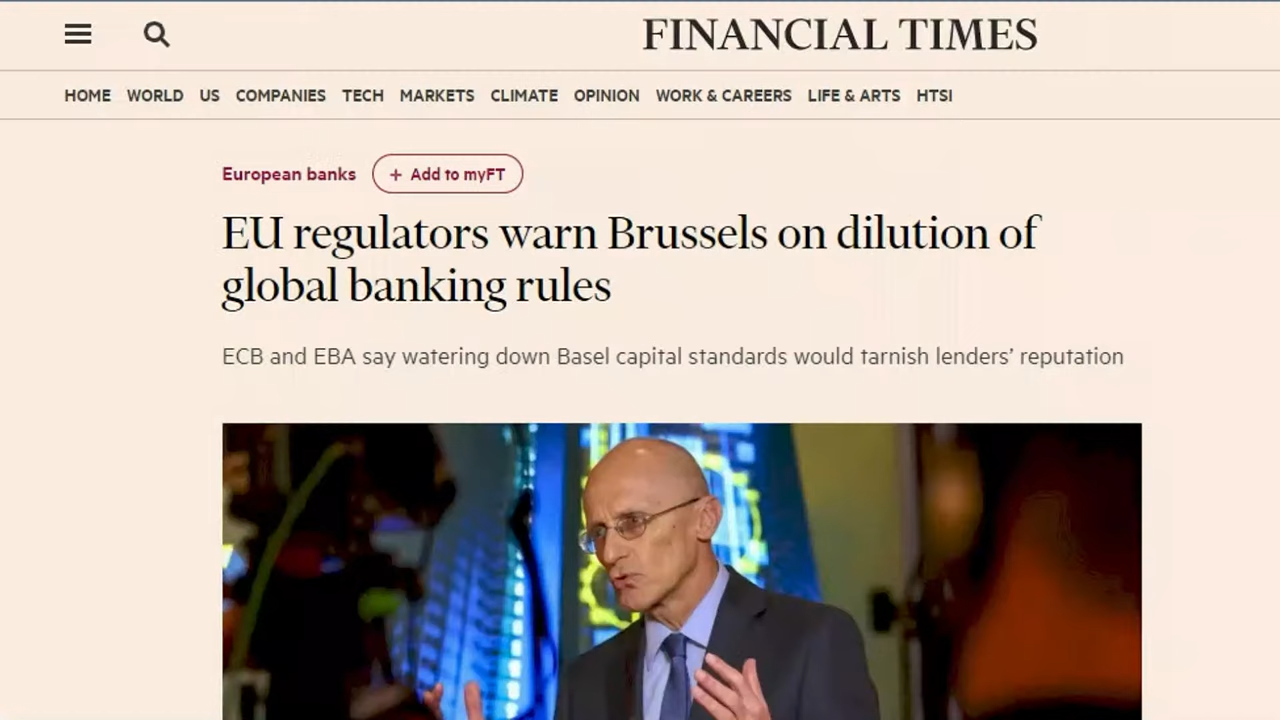 FINANCIAL TIMES
HOME WORLD US COMPANIES TECH MARKETS CLIMATE OPINION WORK & CAREERS LIFE & ARTS HTSI
European banks + Add to myFT
EU regulators warn Brussels on dilution of
global banking rules
ECB and EBA say watering down Basel capital standards would tarnish lenders’ reputation